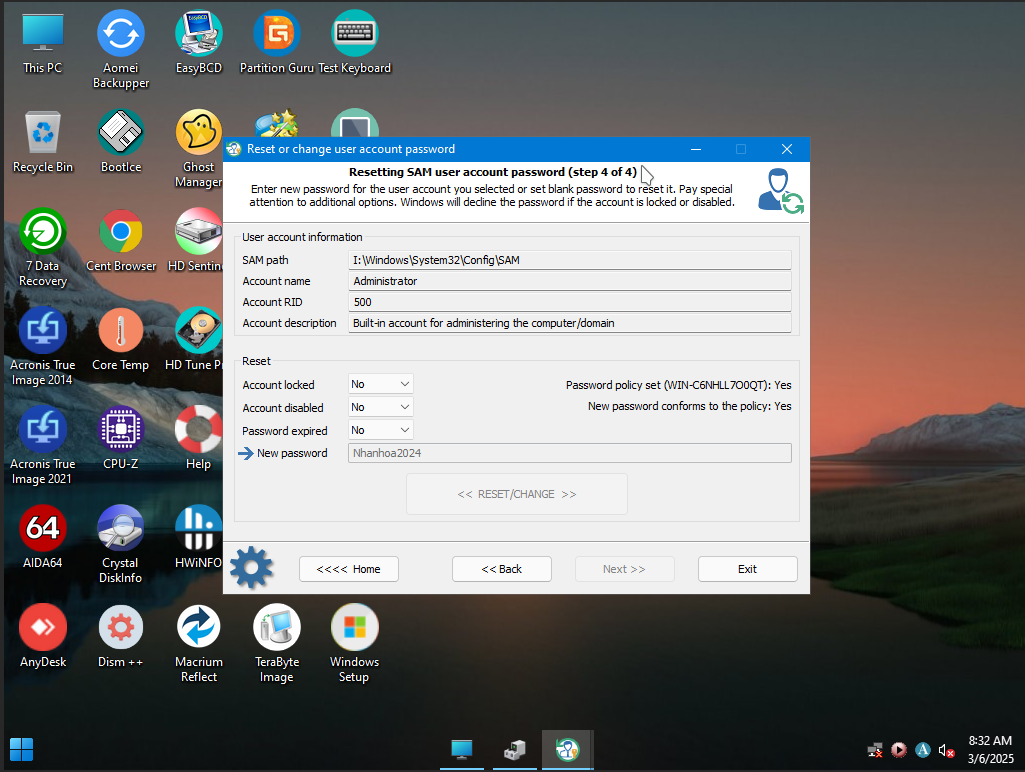 This PC
Aomei
Backupper
EasyBCD
Partition Guru
Test Keyboard
Recycle Bin
BootIce
Ghost
Manager
7 Data
Recovery
Cent Browser
HD Sentin
Acronis True
Image 2014
Core Temp
HD Tune Pr
Acronis True
Image 2021
CPU-Z
Help
64
AIDA64
Crystal
DiskInfo
HWiNFO
AnyDesk
Dism ++
Macrium
Reflect
TeraByte
Image
Windows
Setup
Reset or change user account password
Resetting SAM user account password (step 4 of 4)
Enter new password for the user account you selected or set blank password to reset it. Pay special
attention to additional options. Windows will decline the password if the account is locked or disabled.
User account information
SAM path I:\Windows\System32\Config\SAM
Account name Administrator
Account RID 500
Account description Built-in account for administering the computer/domain
Reset
Account locked No Password policy set (WIN-C6NHLL7O0QT): Yes
Account disabled No New password conforms to the policy: Yes
Password expired No
New password Nhanhoa2024
<< RESET/CHANGE >>
<<<< Home
<< Back
Next >>
Exit
8:32 AM
3/6/2025